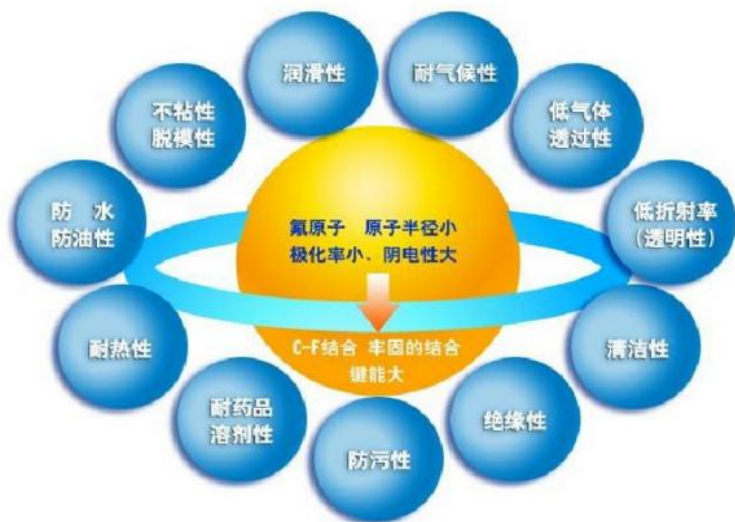 润滑性
耐气候性
不粘性
脱模性
低气体
透过性
防 水
防油性
氟原子 原子半径小
极化率小、阴电性大
低折射率
(透明性)
耐热性
C-F结合 牢固的结合
键能大
清洁性
耐药品
溶剂性
防污性
绝缘性